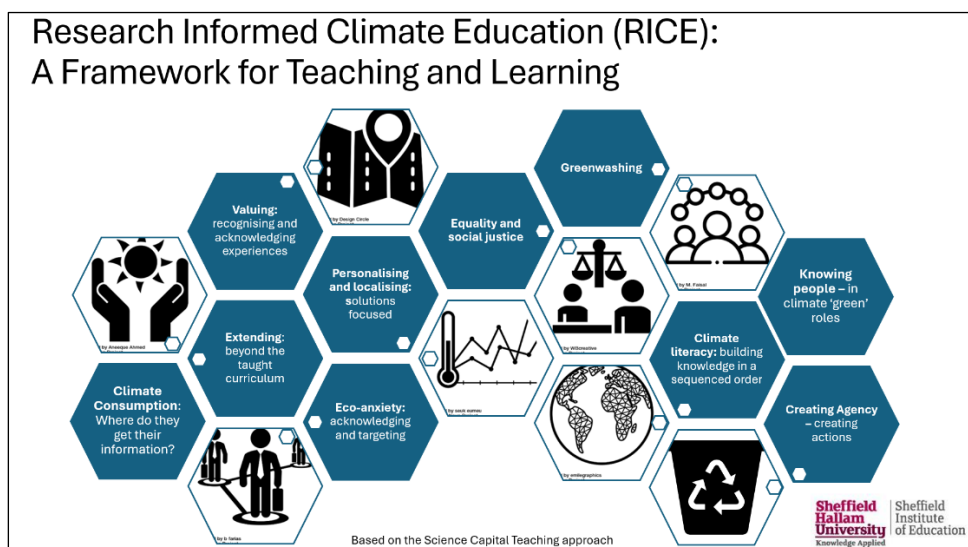 Research Informed Climate Education (RICE):
A Framework for Teaching and Learning
Greenwashing
Valuing:
recognising and
acknowledging
experiences
by Design Circle
Equality and
social justice
Personalising
and localising:
solutions
focused
by M. Faisal
Knowing
people – in
climate ‘green’
roles
by Aneeque Ahmed
Extending:
beyond the
taught
curriculum
Climate
literacy: building
knowledge in a
sequenced order
Climate
Consumption:
Where do they
get their
information?
Eco-anxiety:
acknowledging
and targeting
Creating Agency
– creating
actions
Based on the Science Capital Teaching approach
Sheffield
Hallam
University
Knowledge Applied
Sheffield
Institute
of Education